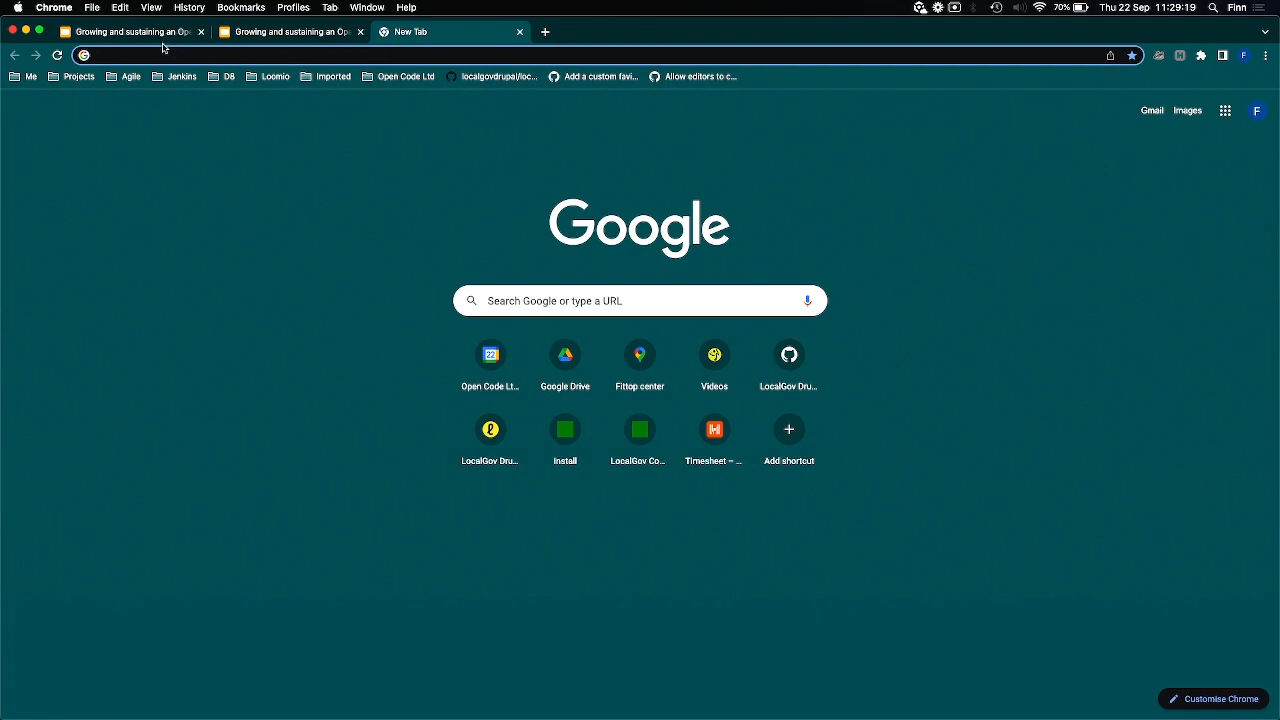 Chrome File Edit View History Bookmarks Profiles Tab Window Help 70% Thu 22 Sep 11:29:19 Finn
Growing and sustaining an Ope Growing and sustaining an Ope New Tab
Me Projects Agile Jenkins D8 Loomio Imported Open Code Ltd localgovdrupal/loc... Add a custom favi... Allow editors to c...
Gmail Images F
Google
Search Google or type a URL
22
Open Code Lt... Google Drive Fittop center Videos LocalGov Dru...
LocalGov Dru... Install LocalGov Co... Timesheet – ... Add shortcut
Customise Chrome